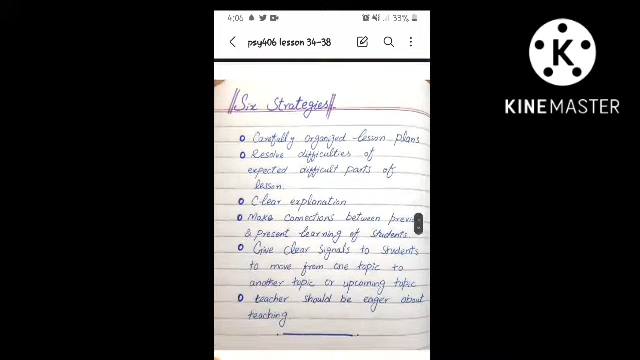 4:05
33%
psy406 lesson 34-38
Six Strategies
Carefully organized lesson plans
Resolve difficulties of
expected difficult parts of
lesson.
Clear explanation
Make connections between previo
& present learning of students.
Give clear signals to students
to move from one topic to
another topic or upcoming topic
teacher should be eager about
teaching.
K
KINEMASTER